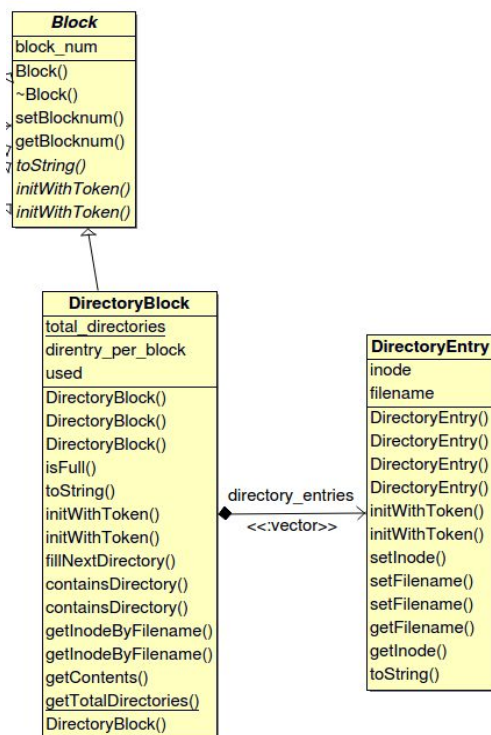 Block
block_num
Block()
~Block()
setBlocknum()
getBlocknum()
toString()
initWithToken()
initWithToken()
DirectoryBlock
total_directories
direntry_per_block
used
DirectoryBlock()
DirectoryBlock()
DirectoryBlock()
isFull()
toString()
initWithToken()
initWithToken()
fillNextDirectory()
containsDirectory()
containsDirectory()
getInodeByFilename()
getInodeByFilename()
getContents()
getTotalDirectories()
DirectoryBlock()
directory_entries
<<:vector>>
DirectoryEntry
inode
filename
DirectoryEntry()
DirectoryEntry()
DirectoryEntry()
DirectoryEntry()
initWithToken()
initWithToken()
setInode()
setFilename()
setFilename()
getFilename()
getInode()
toString()